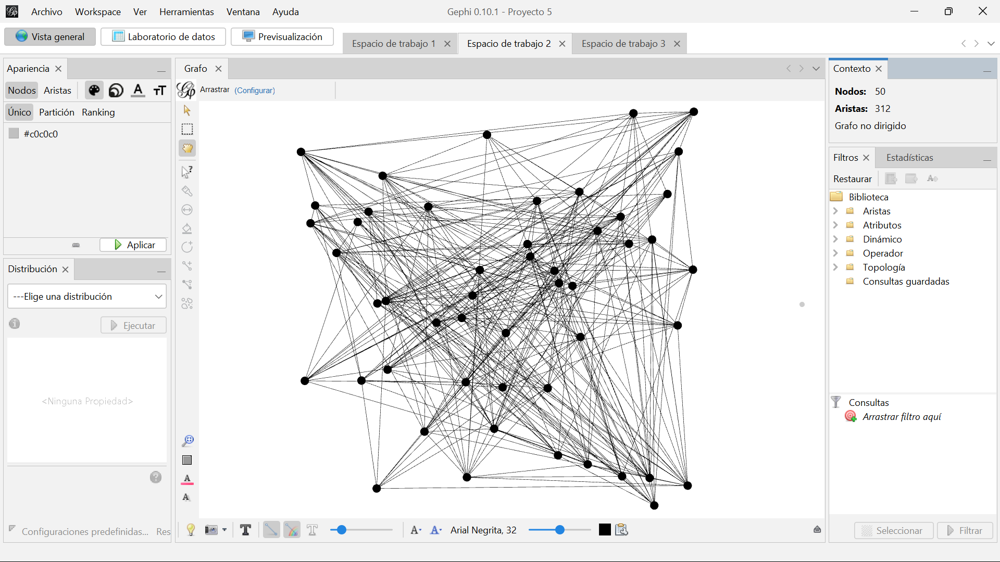 Archivo Workspace Ver Herramientas Ventana Ayuda
Gephi 0.10.1 - Proyecto 5
Vista general Laboratorio de datos Previsualización
Espacio de trabajo 1 Espacio de trabajo 2 Espacio de trabajo 3
Apariencia
Nodos Aristas
Único Partición Ranking
#c0c0c0
Aplicar
Distribución
---Elige una distribución
Ejecutar
<Ninguna Propiedad>
Configuraciones predefinidas... Res
Grafo
Arrastrar (Configurar)
Arial Negrita, 32
Contexto
Nodos: 50
Aristas: 312
Grafo no dirigido
Filtros Estadísticas
Restaurar
Biblioteca
Aristas
Atributos
Dinámico
Operador
Topología
Consultas guardadas
Consultas
Arrastrar filtro aquí
Seleccionar Filtrar